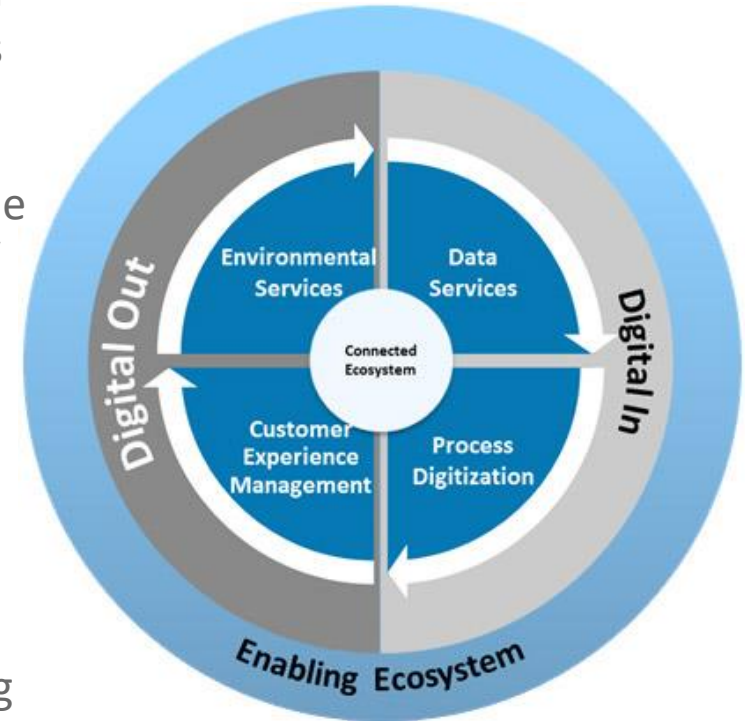 s
e
g
Environmental
Services
Data
Services
Connected
Ecosystem
Customer
Experience
Management
Process
Digitization
Digital Out
Digital In
Enabling Ecosystem